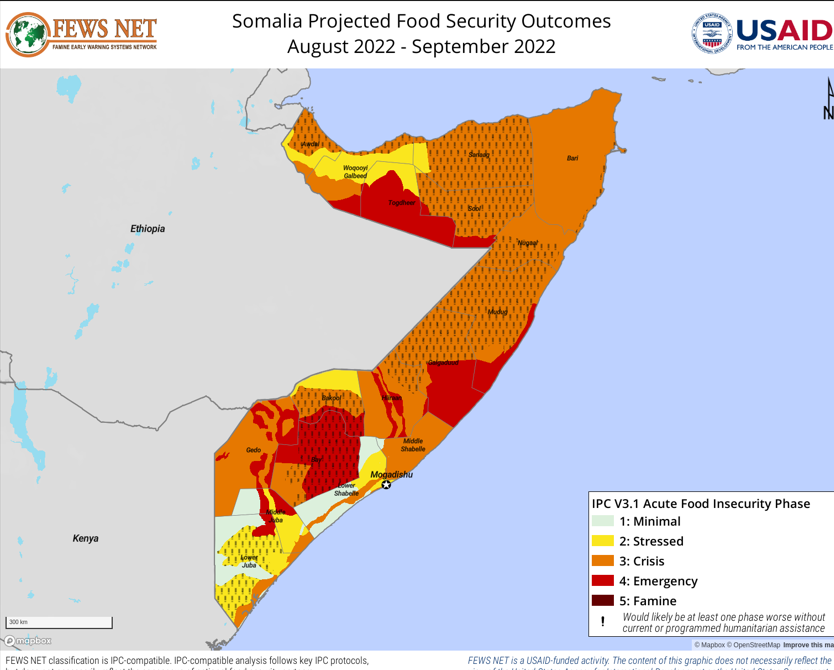 FEWS NET
FAMINE EARLY WARNING SYSTEMS NETWORK
Somalia Projected Food Security Outcomes
August 2022 - September 2022
USAID
USAID
FROM THE AMERICAN PEOPLE
N
Awdal
Woqooyi
Galbeed
Togdheer
Sanaag
Bari
Sool
Nugaal
Ethiopia
Mudug
Galgaduud
Bakool
Hiraan
Gedo
Bay
Middle
Shabelle
Mogadishu
Lower
Shabelle
Middle
Juba
Kenya
Lower
Juba
IPC V3.1 Acute Food Insecurity Phase
1: Minimal
2: Stressed
3: Crisis
4: Emergency
5: Famine
! Would likely be at least one phase worse without
current or programmed humanitarian assistance
300 km
mapbox
© Mapbox © OpenStreetMap Improve this ma
FEWS NET classification is IPC-compatible. IPC-compatible analysis follows key IPC protocols,
FEWS NET is a USAID-funded activity. The content of this graphic does not necessarily reflect the